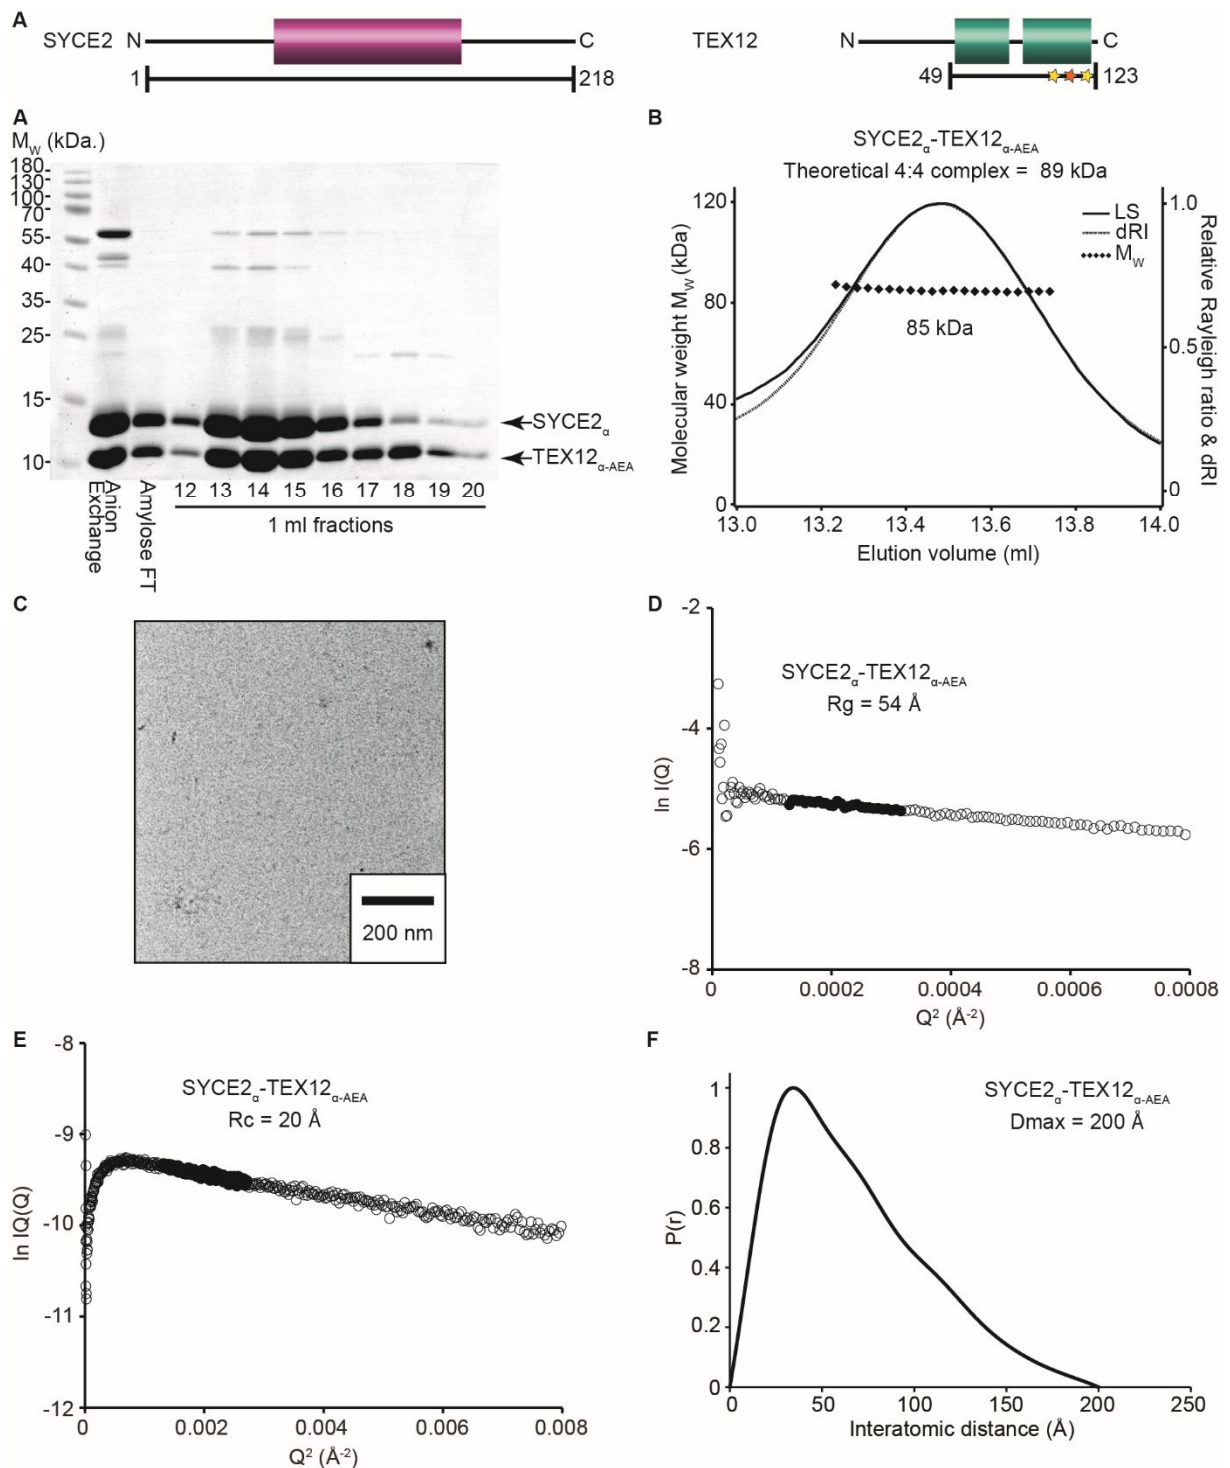 A
SYCE2 N C
1 218
TEX12 N C
49 123
A
Mw (kDa.)
180
130
100
70
55
40
35
25
15
10
SYCE2α
TEX12α-AEA
Anion Exchange
Amylose FT
12 13 14 15 16 17 18 19 20
1 ml fractions
B
SYCE2α-TEX12α-AEA
Theoretical 4:4 complex = 89 kDa
Molecular weight Mw (kDa)
120
80
40
0
LS
dRI
Mw
85 kDa
1.0
0.5
0
Relative Rayleigh ratio & dRI
13.0 13.2 13.4 13.6 13.8 14.0
Elution volume (ml)
C
200 nm
D
SYCE2α-TEX12α-AEA
Rg = 54 Å
ln I(Q)
-2
-4
-6
-8
0 0.0002 0.0004 0.0006 0.0008
Q² (Å⁻²)
E
SYCE2α-TEX12α-AEA
Rc = 20 Å
ln IQ(Q)
-8
-9
-10
-11
-12
0 0.002 0.004 0.006 0.008
Q² (Å⁻²)
F
SYCE2α-TEX12α-AEA
Dmax = 200 Å
P(r)
1
0.8
0.6
0.4
0.2
0
0 50 100 150 200 250
Interatomic distance (Å)